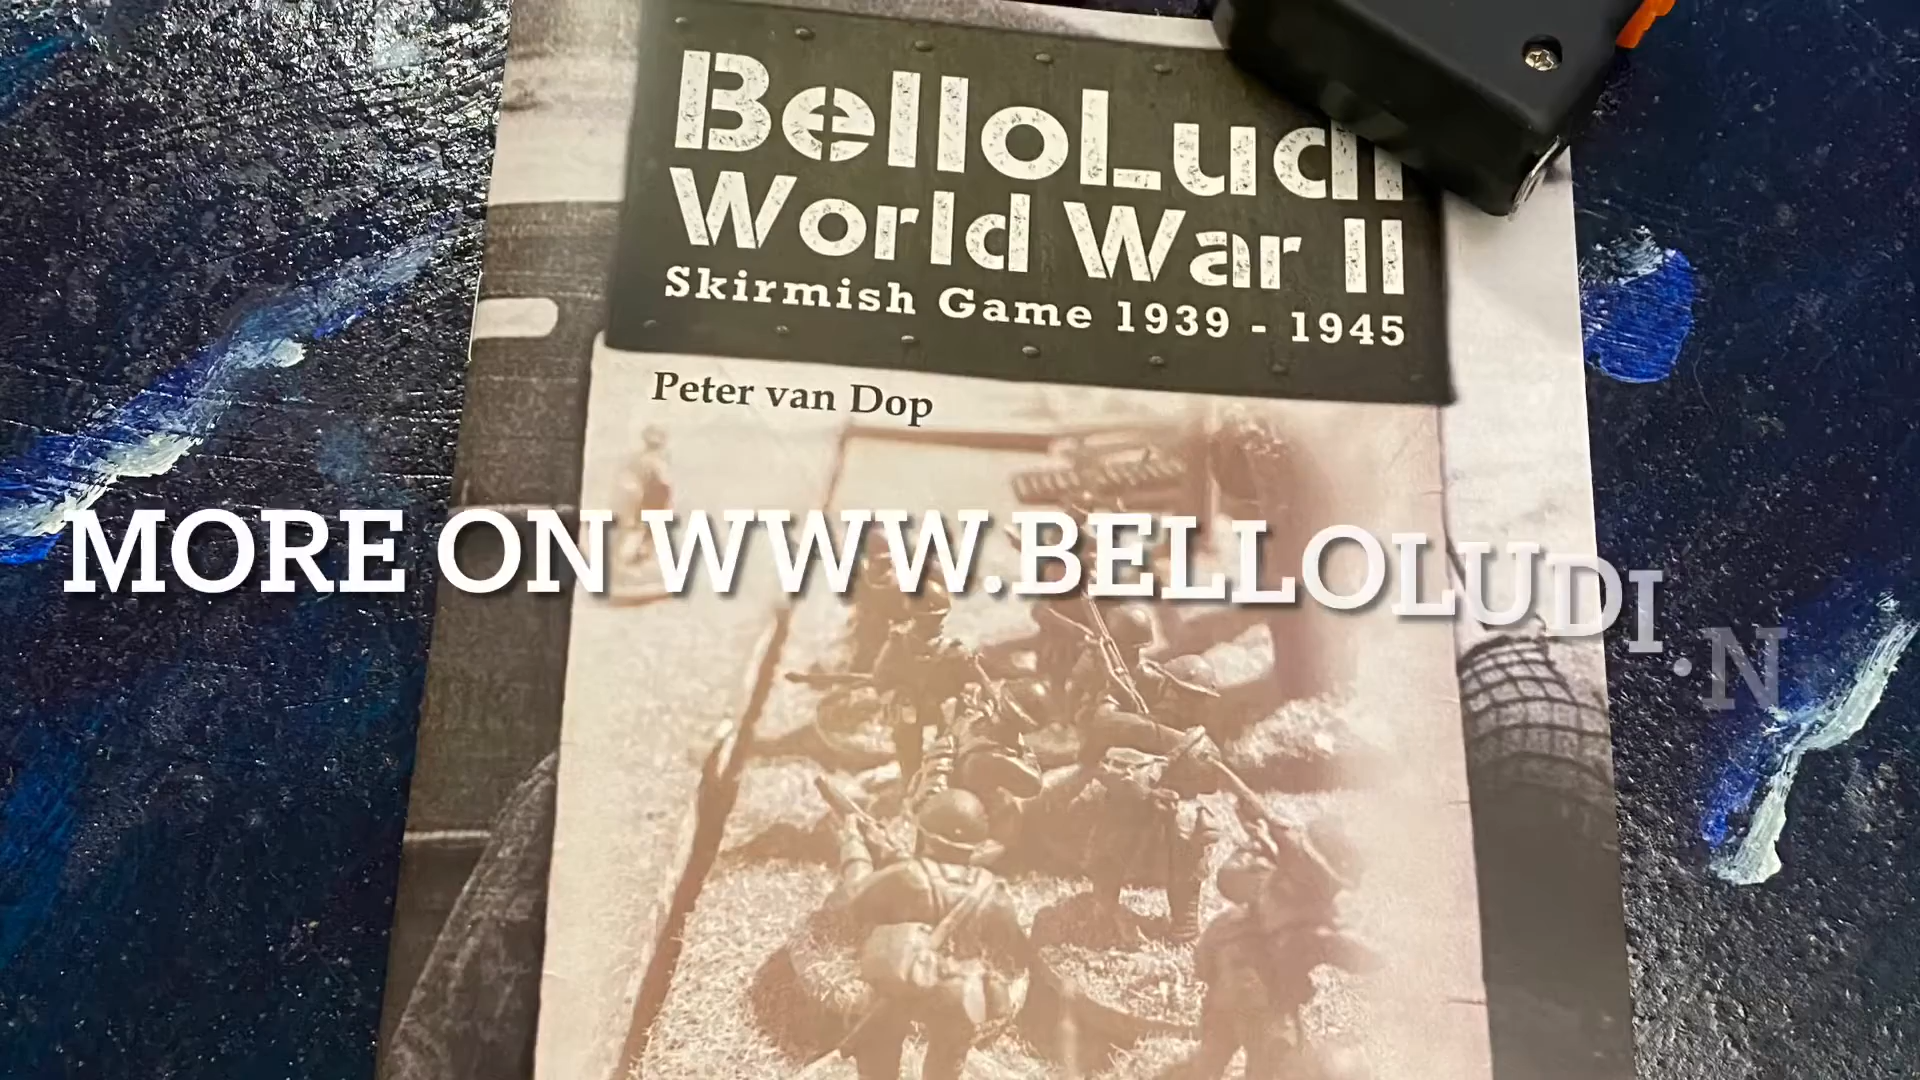 BelloLudi
World War II
Skirmish Game 1939 - 1945
Peter van Dop
MORE ON WWW.BELLOLUDI.N